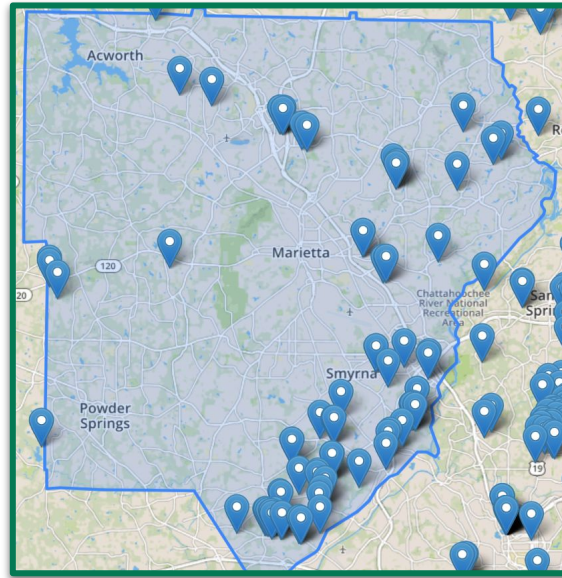 Acworth
120
Marietta
20
Chattahoochee
River National
Recreational
Area
Smyrna
Powder
Springs
19